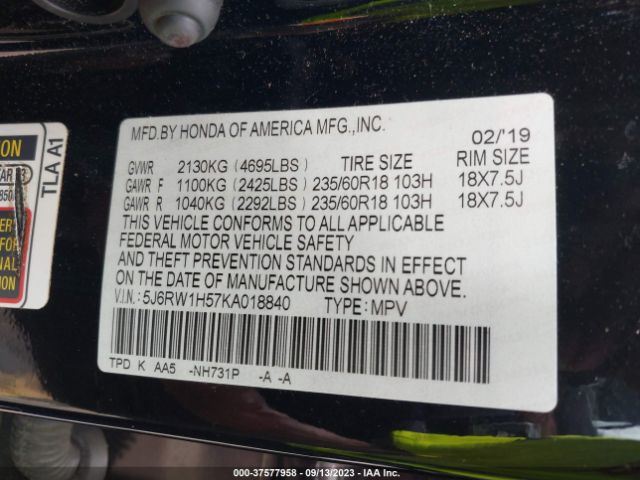 MFD.BY HONDA OF AMERICA MFG.,INC. 02/'19
GVWR 2130KG (4695LBS) TIRE SIZE RIM SIZE
GAWR F 1100KG (2425LBS) 235/60R18 103H 18X7.5J
GAWR R 1040KG (2292LBS) 235/60R18 103H 18X7.5J
THIS VEHICLE CONFORMS TO ALL APPLICABLE
FEDERAL MOTOR VEHICLE SAFETY
AND THEFT PREVENTION STANDARDS IN EFFECT
ON THE DATE OF MANUFACTURE SHOWN ABOVE.
V.I.N: 5J6RW1H57KA018840 TYPE: MPV
TPD K AA5 -NH731P -A -A
TLA A1
000-37577958 - 09/13/2023 - IAA Inc.